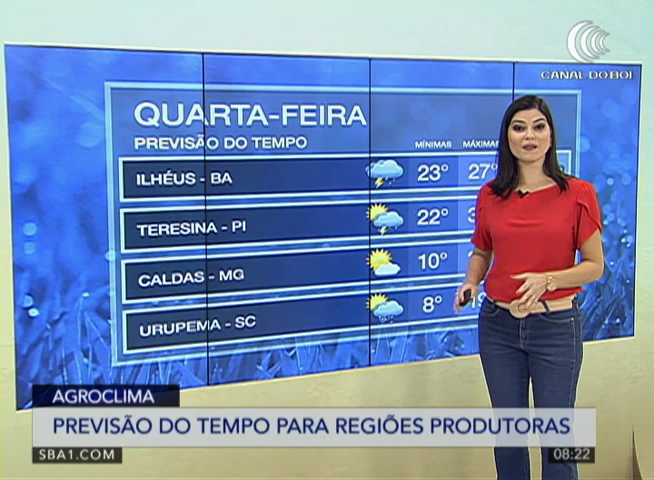 CANAL DO BOI
QUARTA-FEIRA
PREVISÃO DO TEMPO
MÍNIMAS MÁXIMAS
ILHÉUS - BA 23° 27°
TERESINA - PI 22°
CALDAS - MG 10°
URUPEMA - SC 8°
AGROCLIMA
PREVISÃO DO TEMPO PARA REGIÕES PRODUTORAS
SBA1.COM 08:22